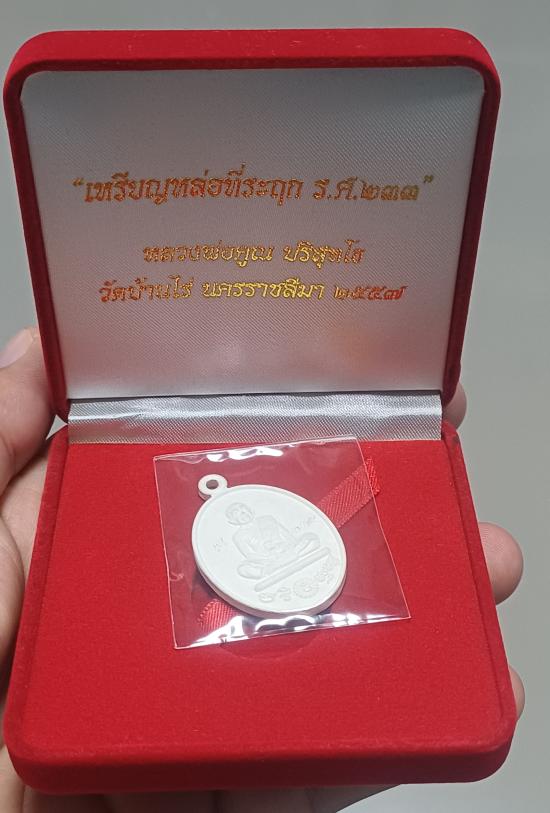 "เหรียญหล่อที่ระฤก ร.ศ.๒๓๓"
หลวงพ่อคูณ ปริสุทโธ
วัดบ้านไร่ นครราชสีมา ๒๕๕๗